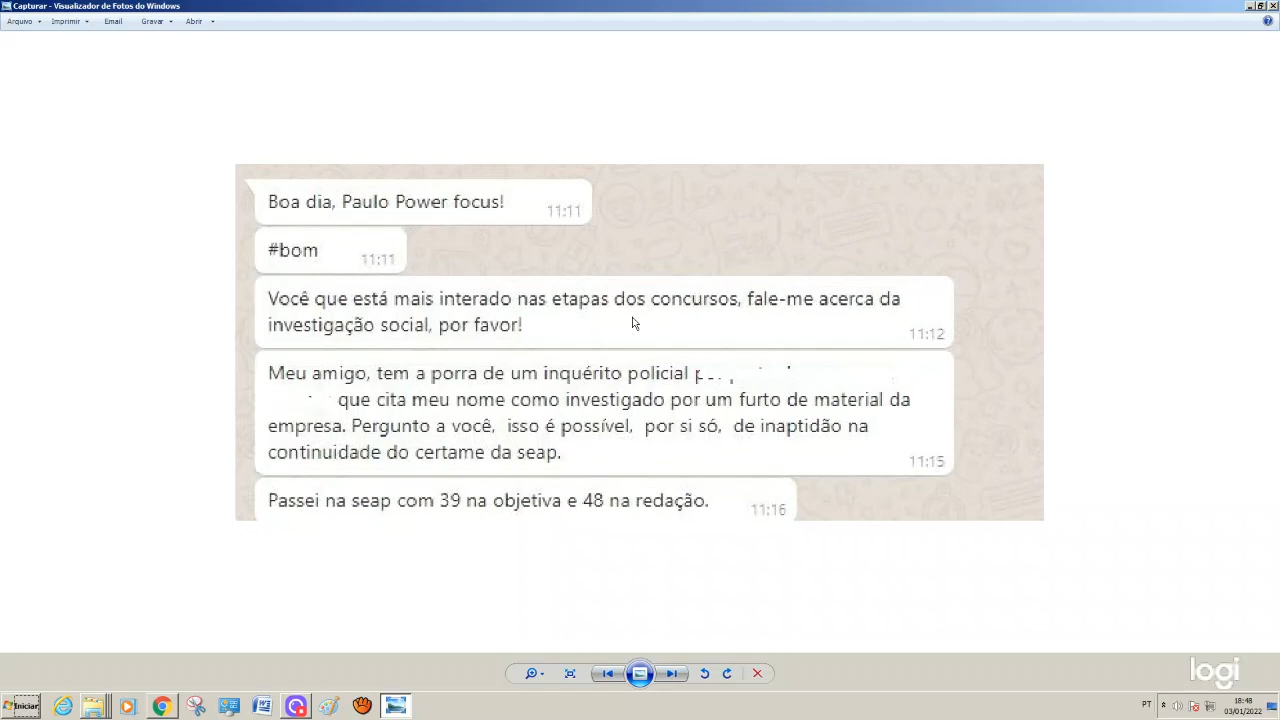 Capturar - Visualizador de Fotos do Windows
Arquivo Imprimir Email Gravar Abrir
Boa dia, Paulo Power focus!
11:11
#bom
11:11
Você que está mais interado nas etapas dos concursos, fale-me acerca da
investigação social, por favor!
11:12
Meu amigo, tem a porra de um inquérito policial
que cita meu nome como investigado por um furto de material da
empresa. Pergunto a você, isso é possível, por si só, de inaptidão na
continuidade do certame da seap.
11:15
Passei na seap com 39 na objetiva e 48 na redação.
11:16
logi
Iniciar
PT
18:48
03/01/2022